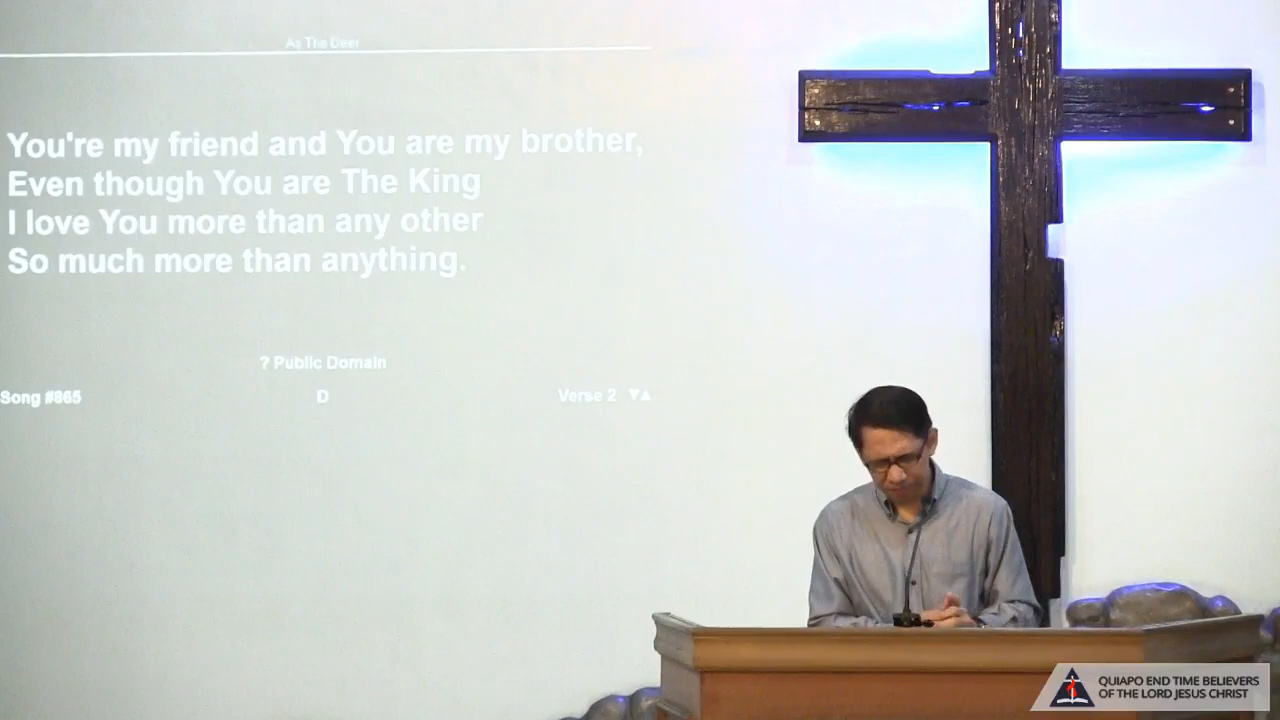 As The Deer
You're my friend and You are my brother,
Even though You are The King
I love You more than any other
So much more than anything.
? Public Domain
Song #865
D
Verse 2 ▼▲
QUIAPO END TIME BELIEVERS
OF THE LORD JESUS CHRIST